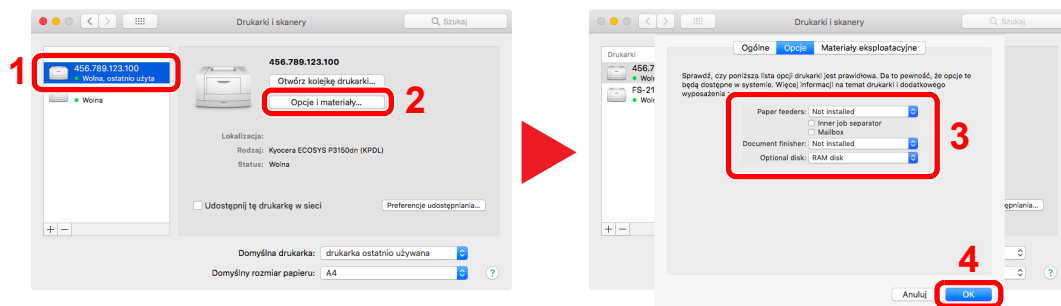 Drukarki i skanery
Szukaj
1
456.789.123.100
Wolna, ostatnio użyta
Wolna
456.789.123.100
Otwórz kolejkę drukarki...
Opcje i materiały...
2
Lokalizacja:
Rodzaj: Kyocera ECOSYS P3150dn (KPDL)
Status: Wolna
Udostępnij tę drukarkę w sieci
Preferencje udostępniania...
+ −
Domyślna drukarka: drukarka ostatnio używana
Domyślny rozmiar papieru: A4
?
Drukarki i skanery
Szukaj
Drukarki
456.7
Woln
FS-21
Woln
Ogólne Opcje Materiały eksploatacyjne
Sprawdź, czy poniższa lista opcji drukarki jest prawidłowa. Da to pewność, że opcje te
będą dostępne w systemie. Więcej informacji na temat drukarki i dodatkowego
wyposażenia
Paper feeders: Not installed
Inner job separator
Mailbox
Document finisher: Not installed
Optional disk: RAM disk
3
ępniania...
+ −
4
?
Anuluj
OK